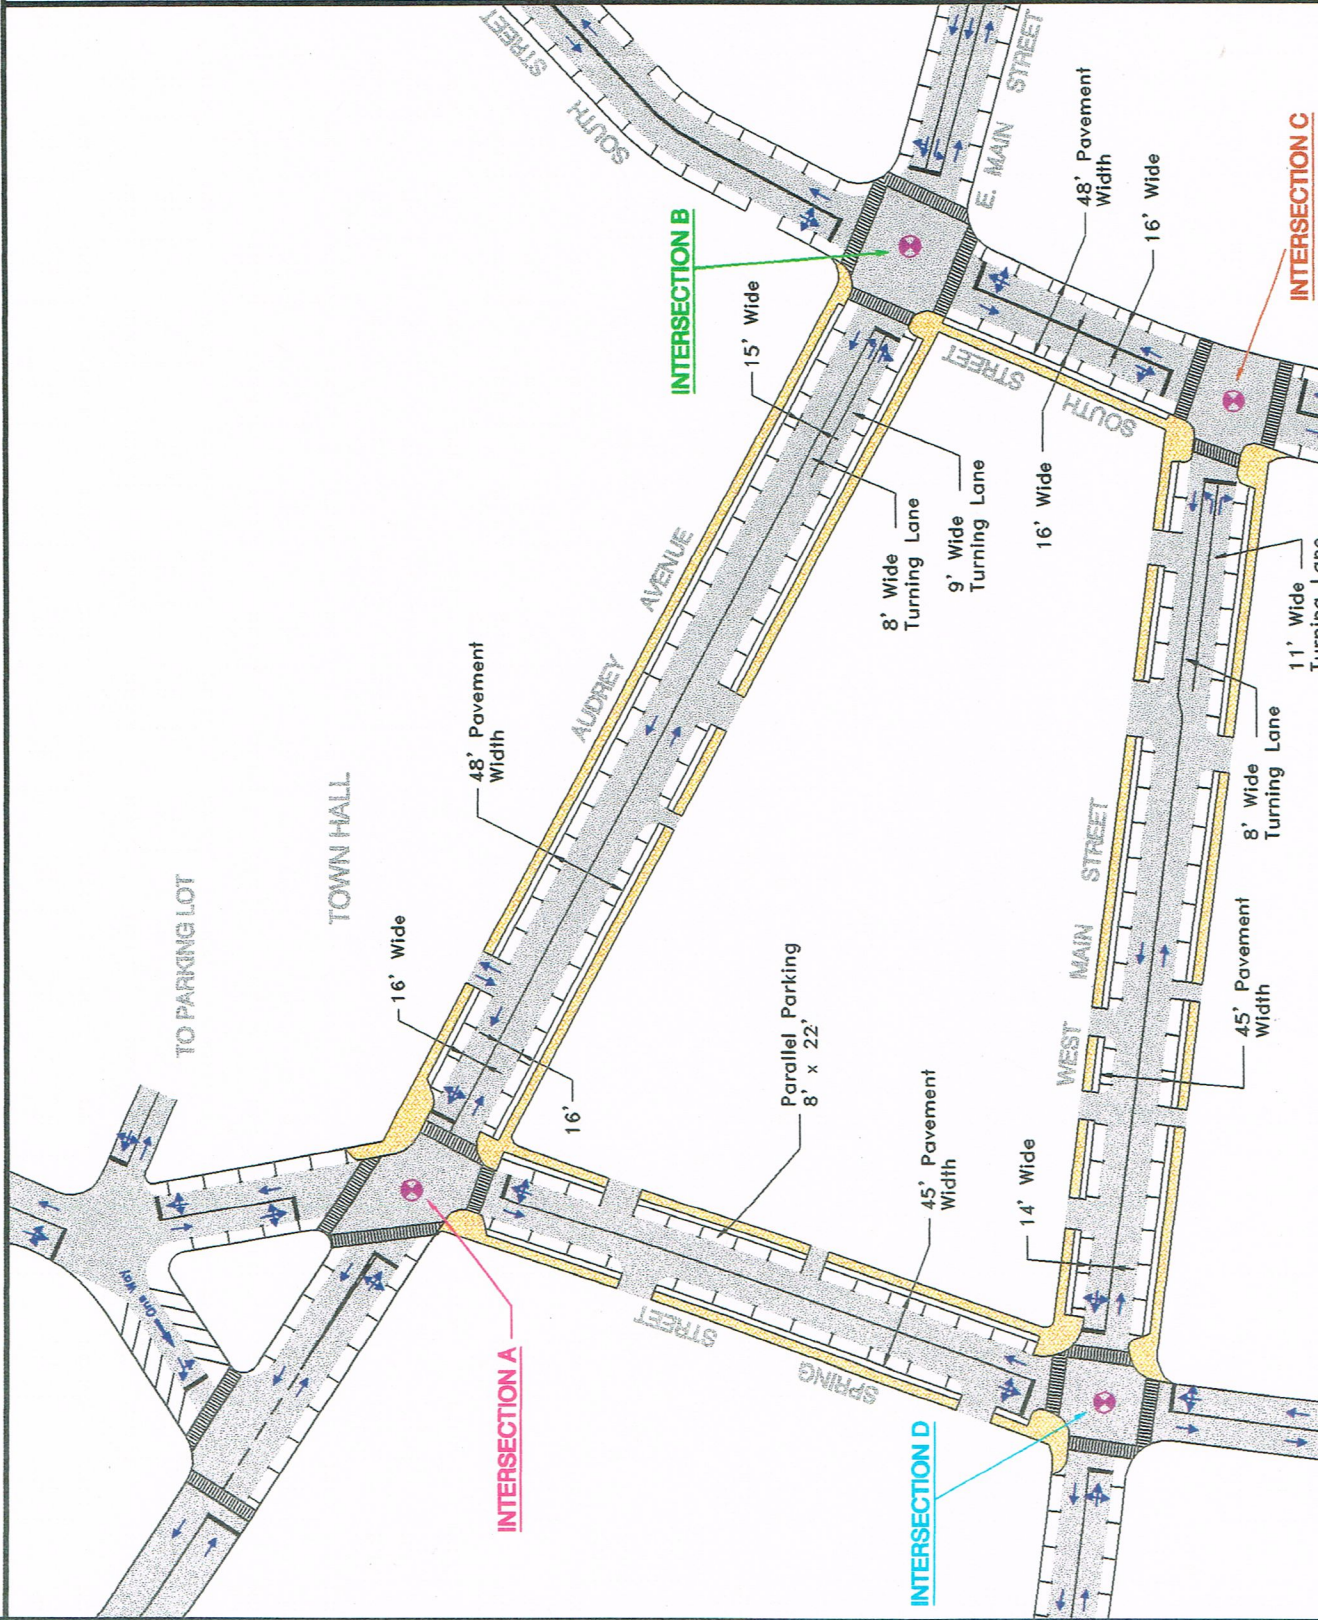 STREET
SOUTH
E. MAIN STREET
48' Pavement
Width
16' Wide
INTERSECTION C
INTERSECTION B
15' Wide
STREET
SOUTH
8' Wide
Turning Lane
9' Wide
Turning Lane
16' Wide
11' Wide
AUDREY AVENUE
48' Pavement
Width
TOWN HALL
TO PARKING LOT
16' Wide
16'
Parallel Parking
8' x 22'
45' Pavement
Width
14' Wide
WEST MAIN STREET
8' Wide Lane
Turning Lane
45' Pavement
Width
One Way
STREET
SPRING
INTERSECTION A
INTERSECTION D